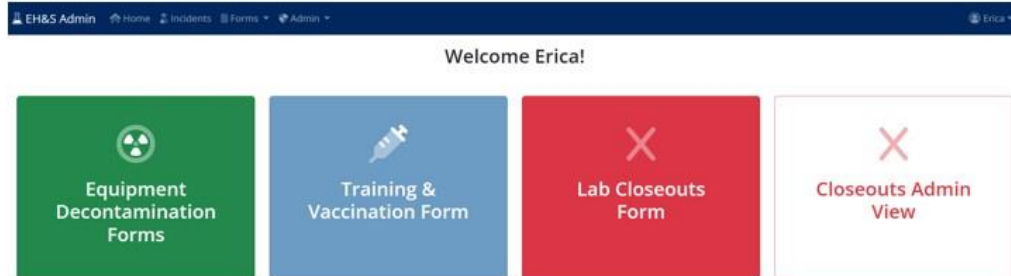 EH&S Admin Home Incidents Forms Admin Erica
Welcome Erica!
Equipment
Decontamination
Forms
Training &
Vaccination Form
Lab Closeouts
Form
Closeouts Admin
View